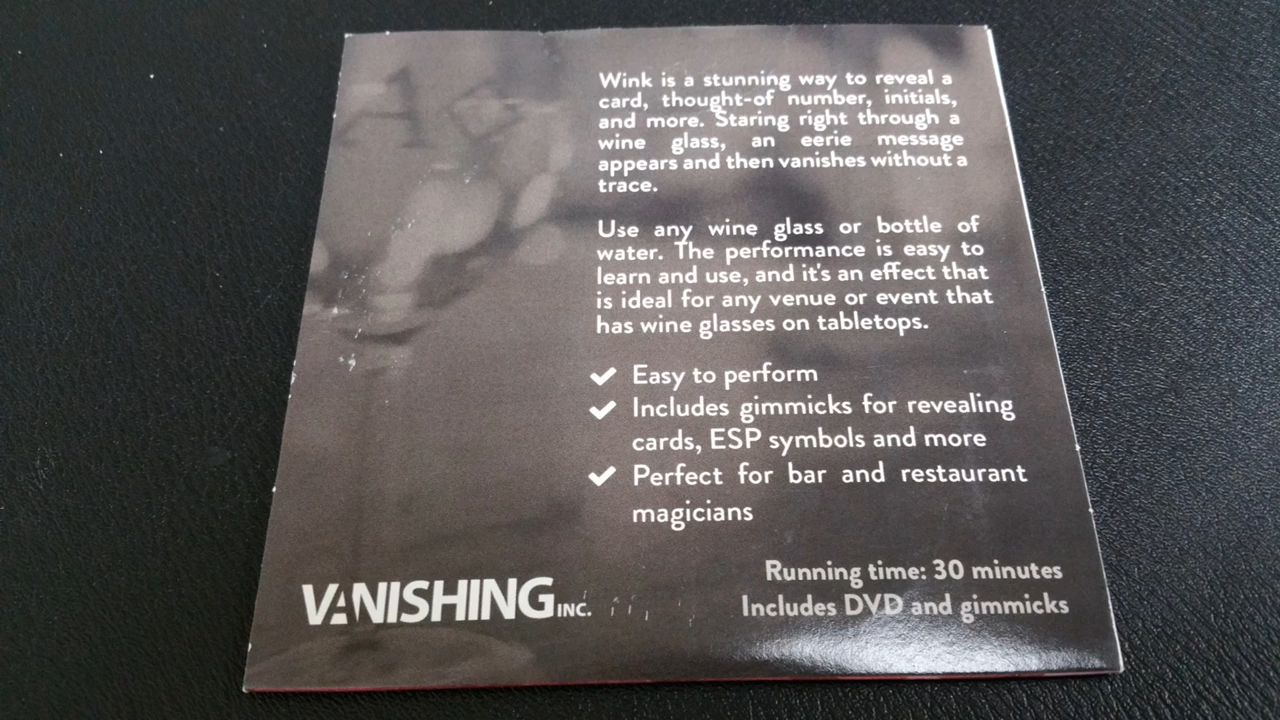 Wink is a stunning way to reveal a
card, thought-of number, initials,
and more. Staring right through a
wine glass, an eerie message
appears and then vanishes without a
trace.
Use any wine glass or bottle of
water. The performance is easy to
learn and use, and it's an effect that
is ideal for any venue or event that
has wine glasses on tabletops.
Easy to perform
Includes gimmicks for revealing
cards, ESP symbols and more
Perfect for bar and restaurant
magicians
Running time: 30 minutes
Includes DVD and gimmicks
VANISHING INC.